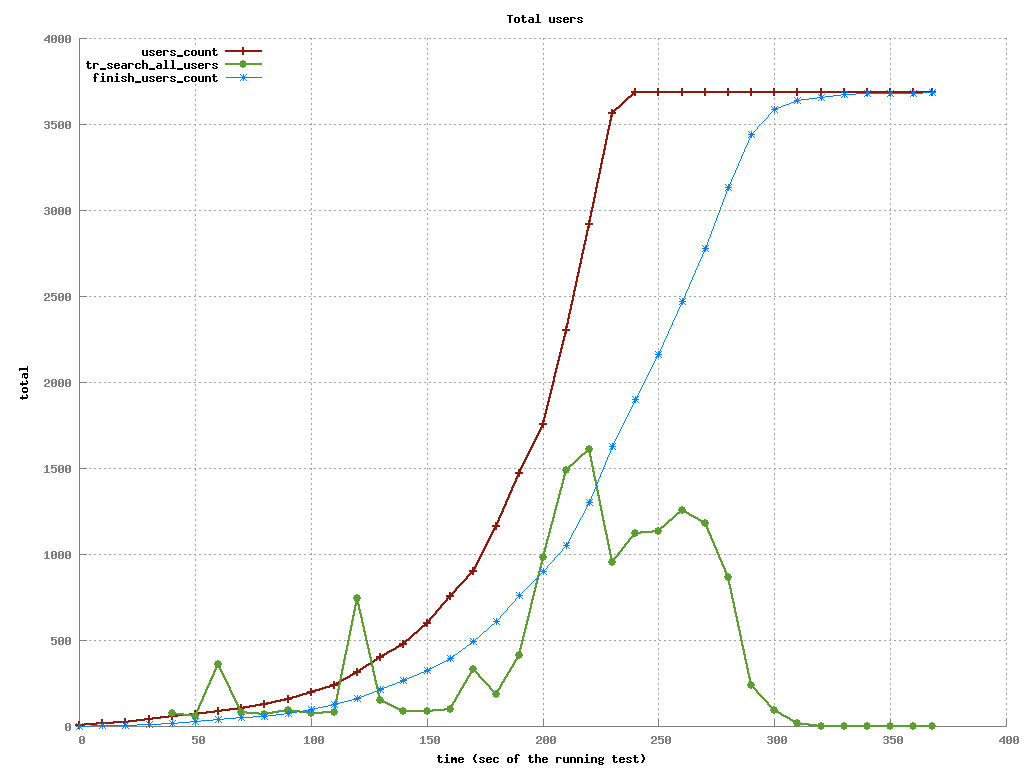 Total users
users_count
tr_search_all_users
finish_users_count
4000
3500
3000
2500
2000
1500
1000
500
0
total
0 50 100 150 200 250 300 350 400
time (sec of the running test)